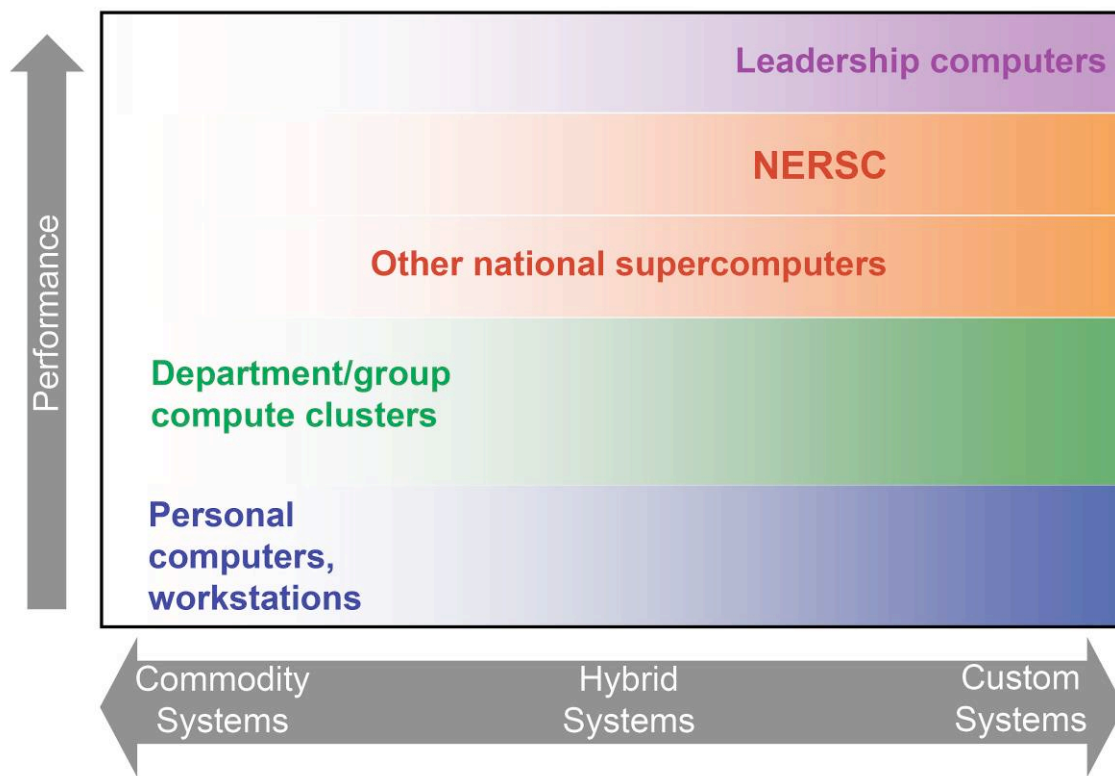 Leadership computers
NERSC
Other national supercomputers
Department/group
compute clusters
Personal
computers,
workstations
Performance
Commodity
Systems
Hybrid
Systems
Custom
Systems